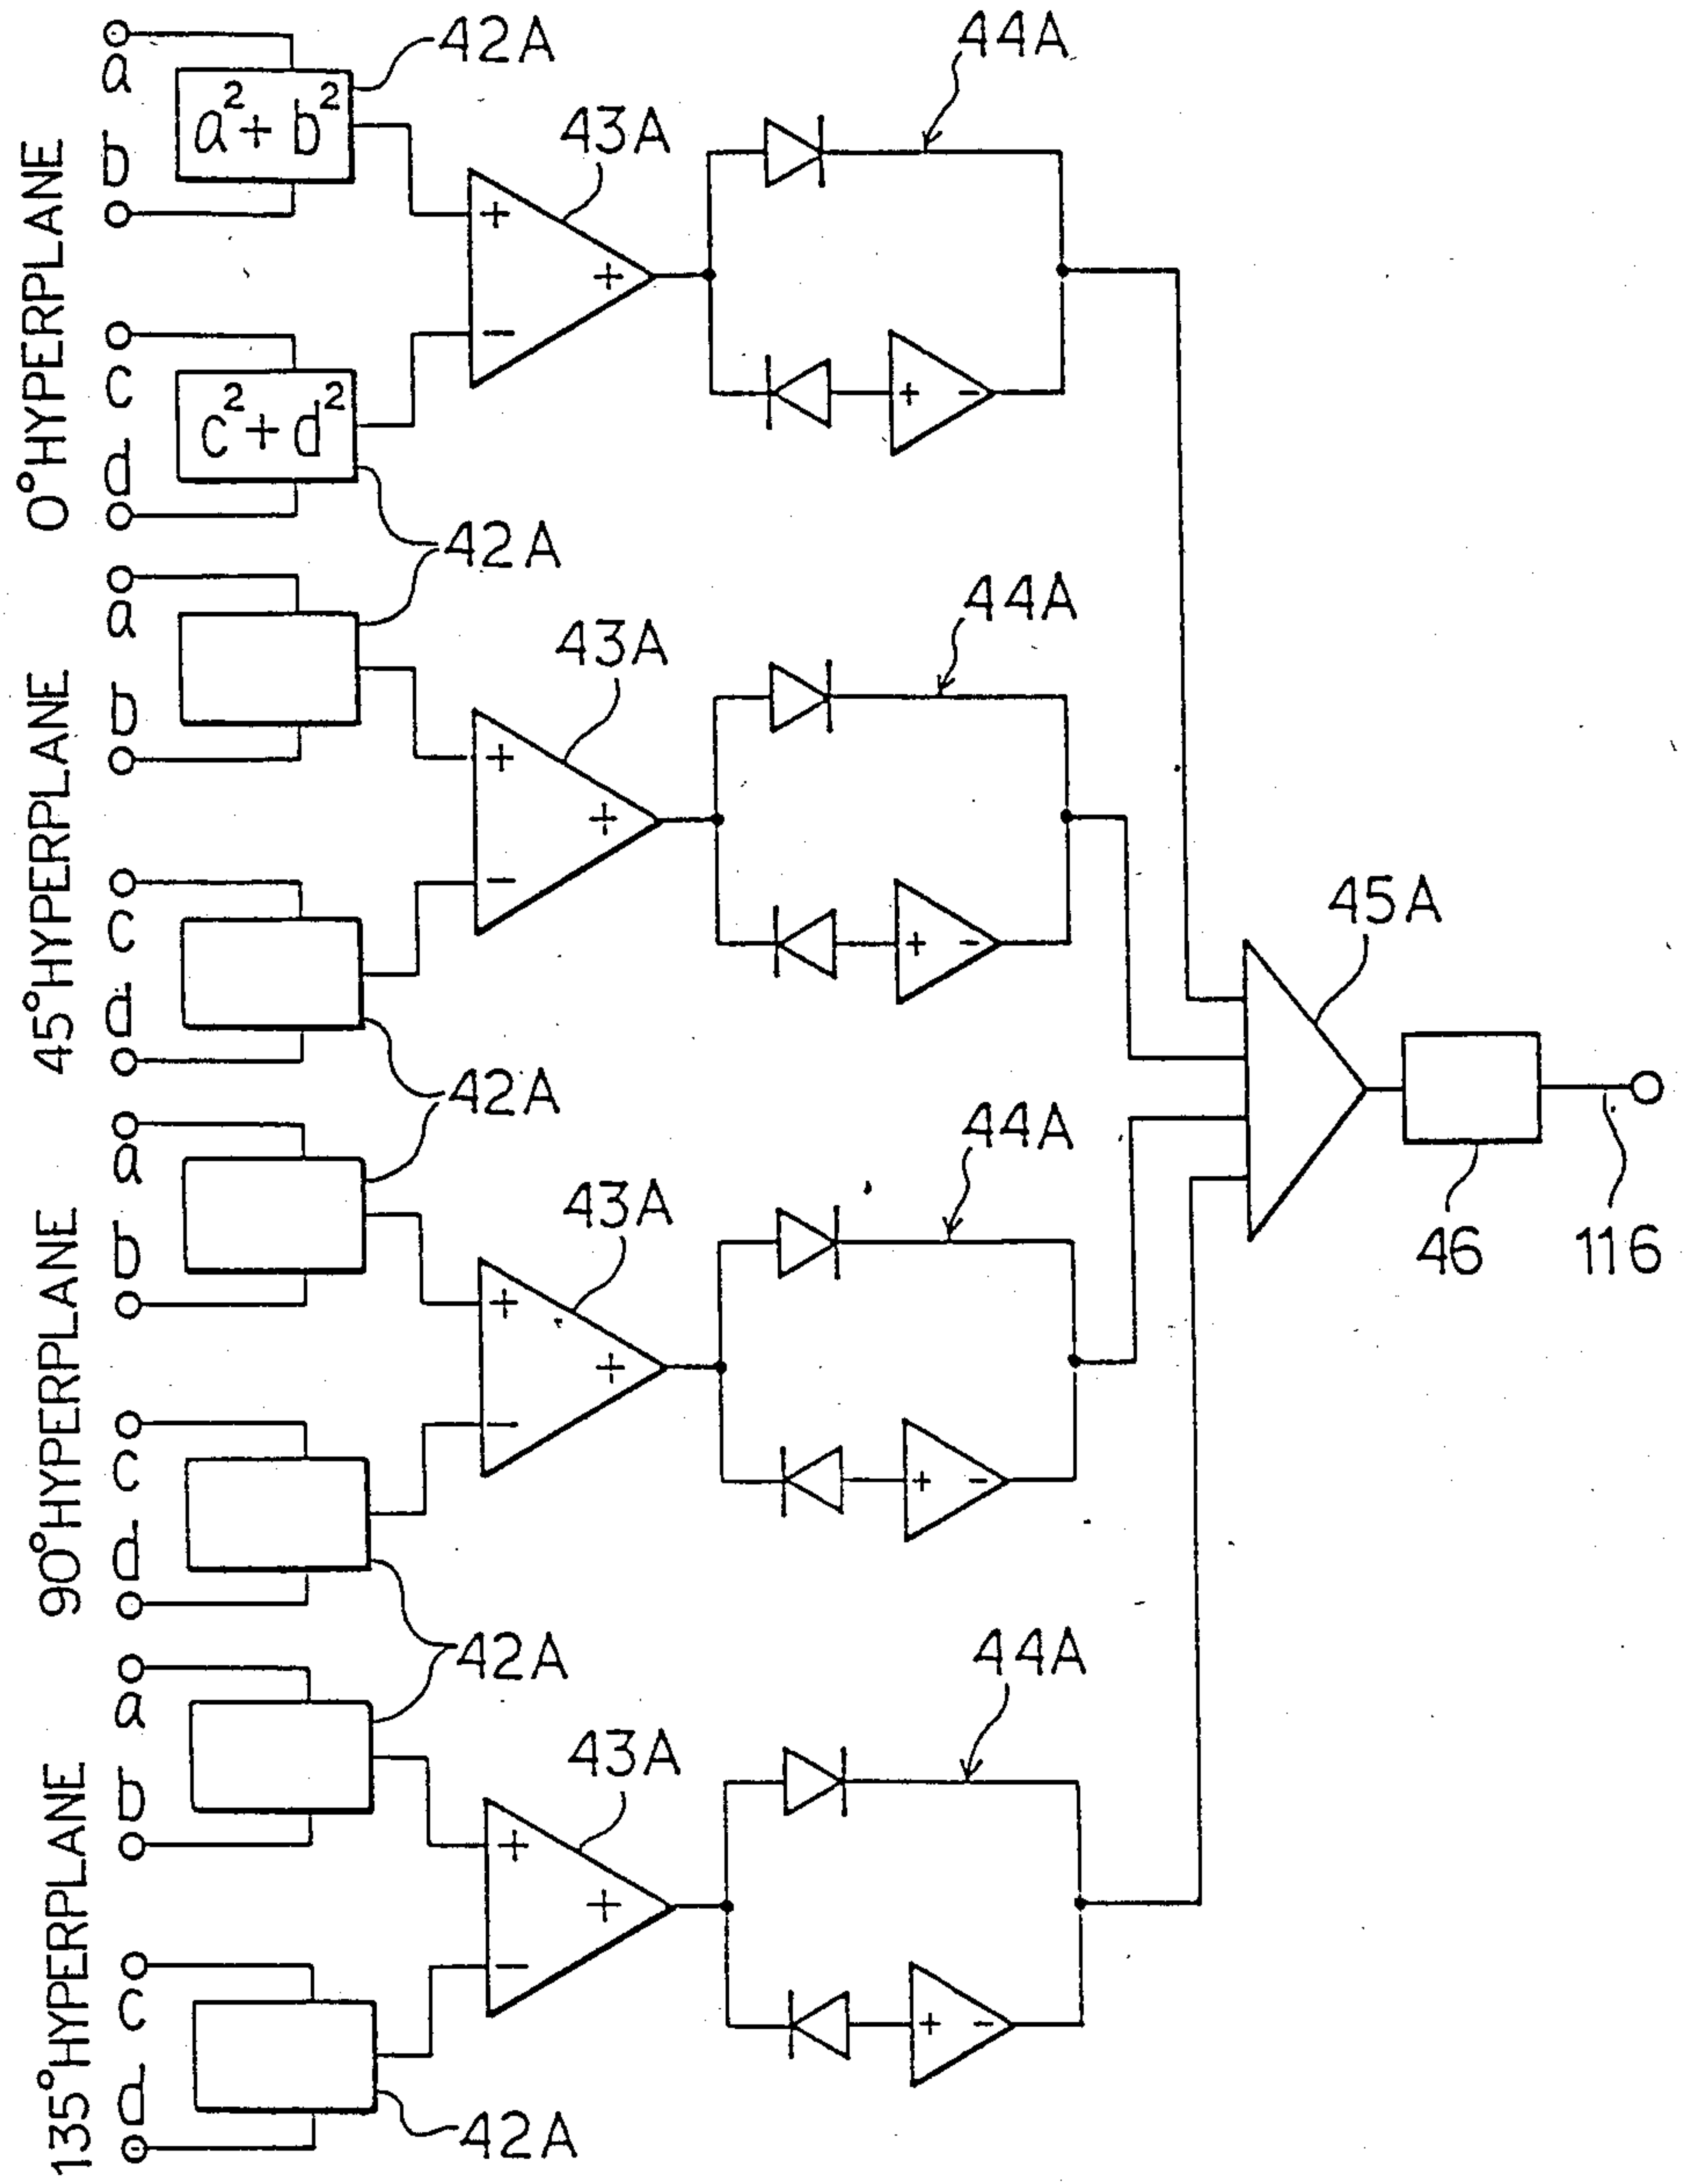 0°HYPERPLANE
a
b
c
d
a² + b²
c² + d²
42A
43A
+
−
+
44A
+ −
42A
45°HYPERPLANE
a
b
c
d
43A
+
−
+
44A
+ −
42A
90°HYPERPLANE
a
b
c
d
43A
+
−
+
44A
+ −
42A
135°HYPERPLANE
a
b
c
d
43A
+
−
+
44A
+ −
42A
45A
46
116